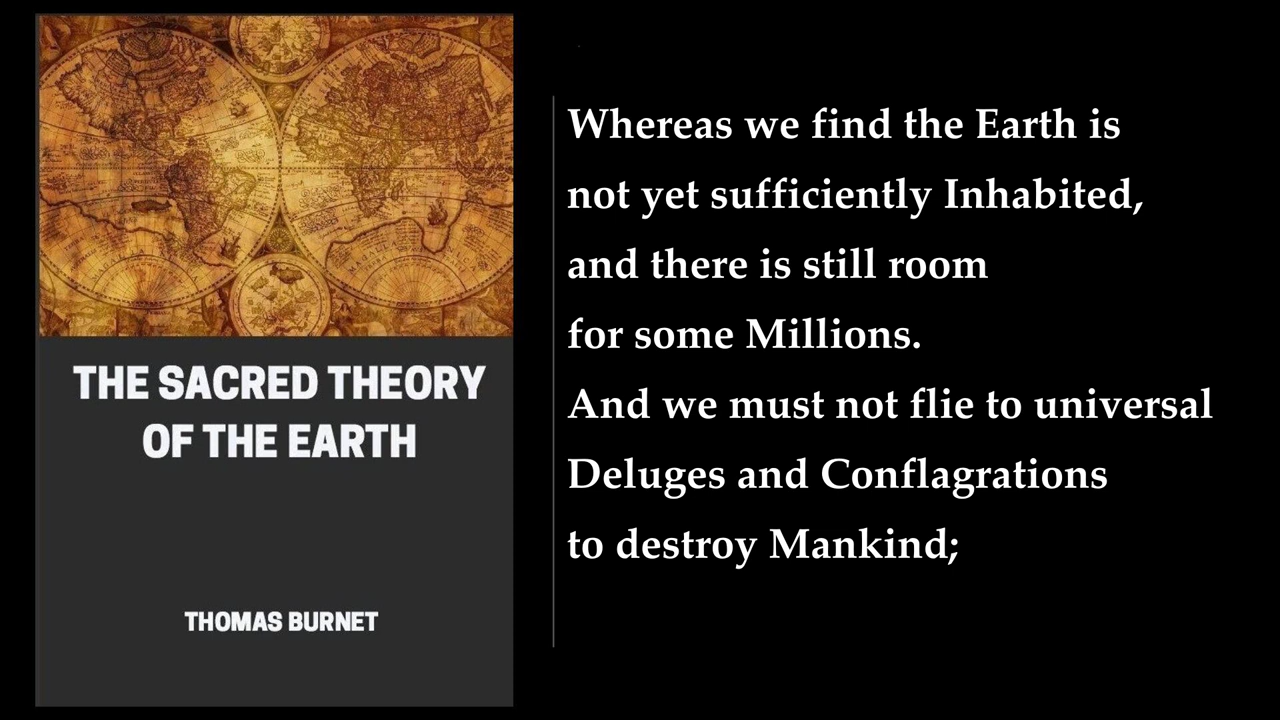 THE SACRED THEORY
OF THE EARTH
THOMAS BURNET
Whereas we find the Earth is
not yet sufficiently Inhabited,
and there is still room
for some Millions.
And we must not flie to universal
Deluges and Conflagrations
to destroy Mankind;